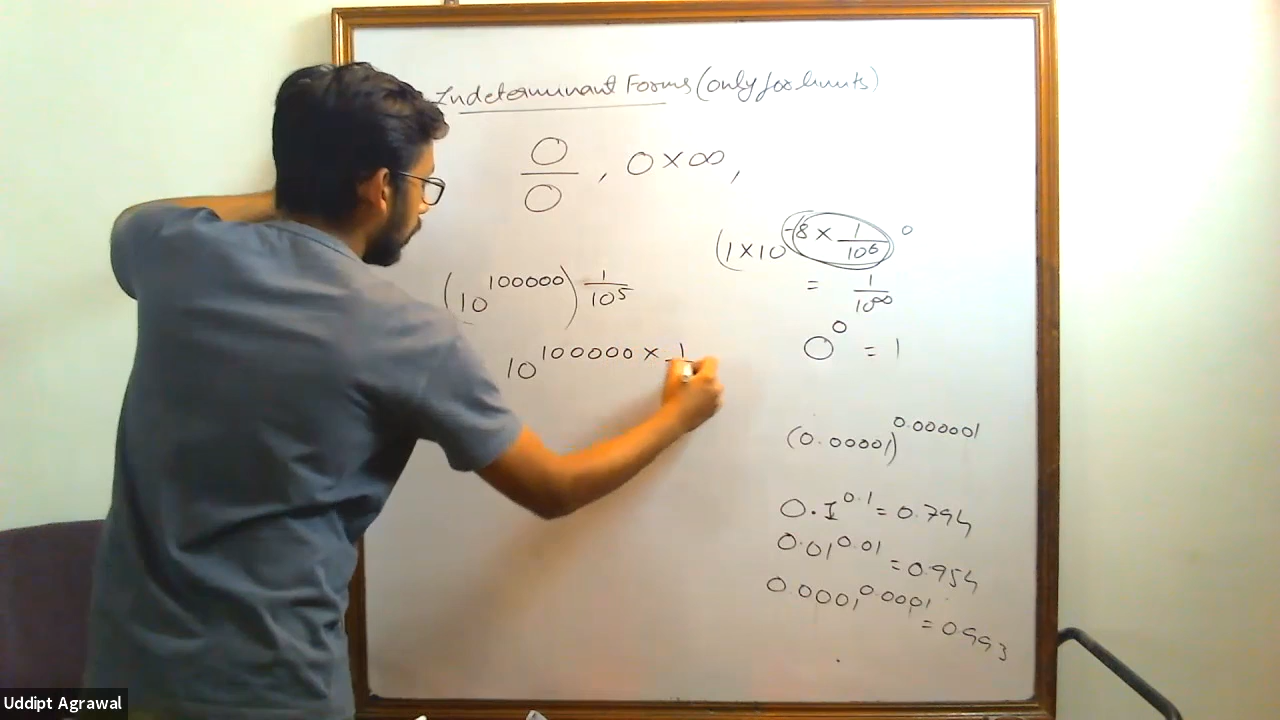 Indeterminant Forms (only for limits)
0/0, 0 × ∞,
(1×10^-8 × 1/10^6 0
= 1/10^∞
0^0 = 1
(10^100000)^1/10^5
10^100000 × 1
(0.00001)^0.000001
0.1^0.1 = 0.794
0.01^0.01 = 0.954
0.0001^0.0001 = 0.993
Uddipt Agrawal